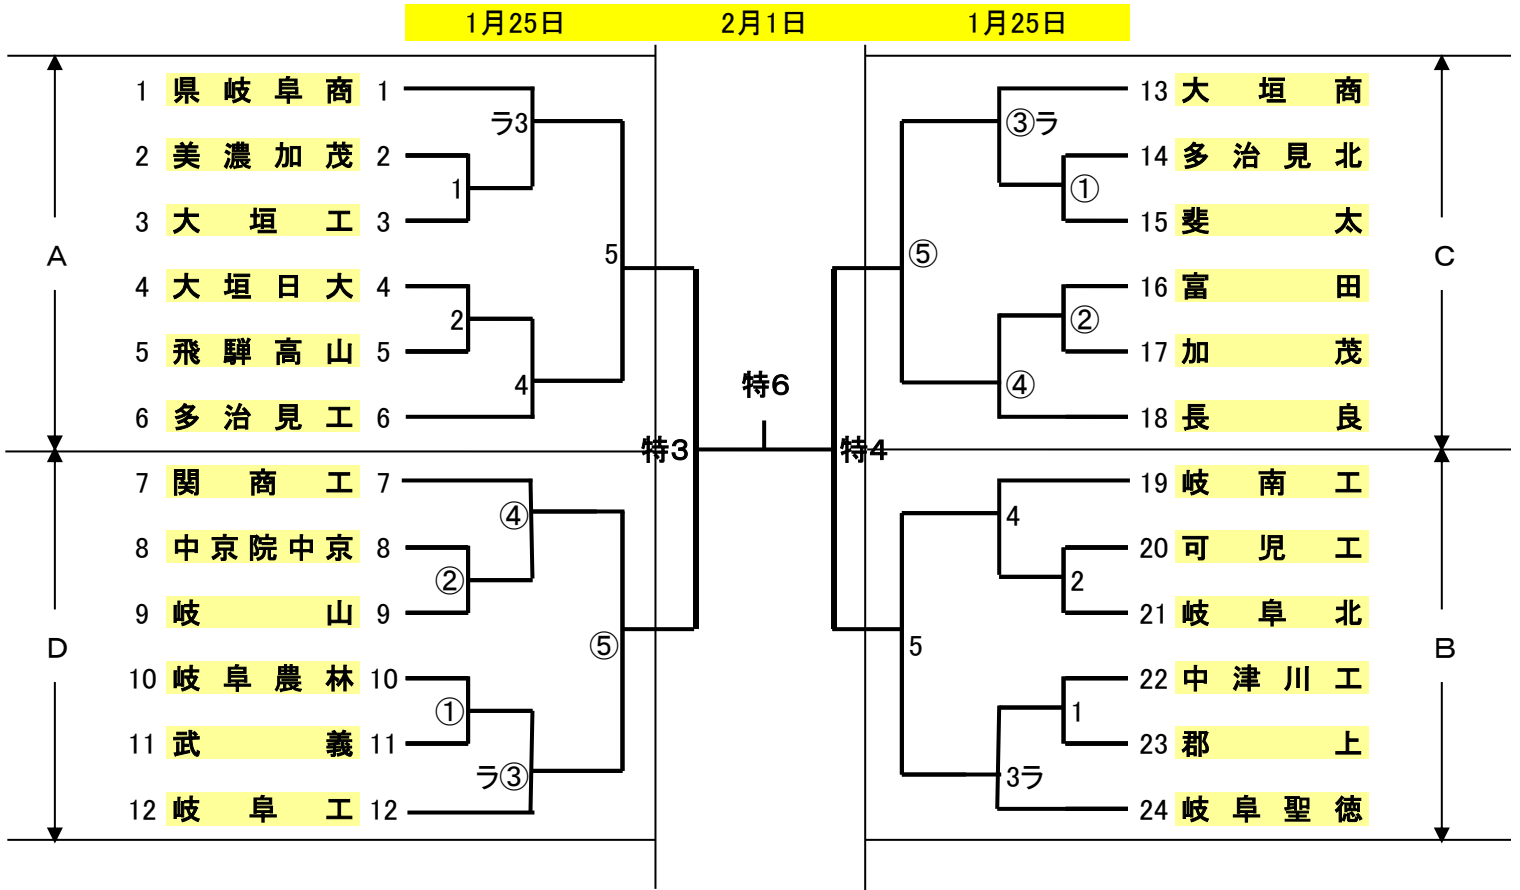 1月25日 2月1日 1月25日
1 県岐阜商 1
ラ3
2 美濃加茂 2
1
3 大垣工 3
A
5
4 大垣日大 4
2
5 飛騨高山 5
4
6 多治見工 6
13 大垣商
③ラ
14 多治見北
①
15 斐太
C
⑤
16 富田
②
17 加茂
④
18 長良
特6
特3
特4
7 関商工 7
④
8 中京院中京 8
②
9 岐山 9
D
⑤
10 岐阜農林 10
①
11 武義 11
ラ③
12 岐阜工 12
19 岐南工
4
20 可児工
2
21 岐阜北
B
5
22 中津川工
1
23 郡上
3ラ
24 岐阜聖徳